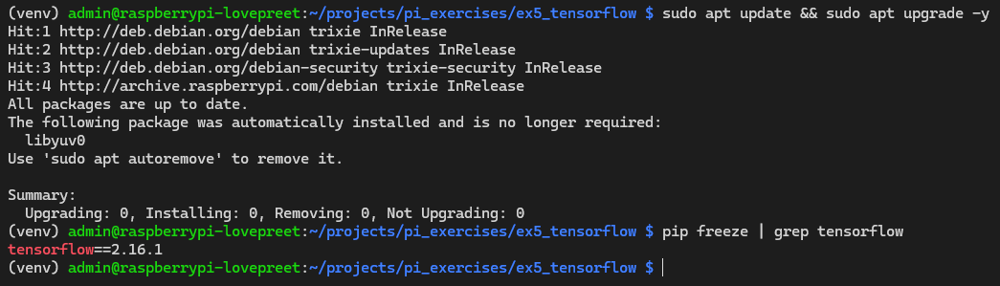 (venv) admin@raspberrypi-lovepreet:~/projects/pi_exercises/ex5_tensorflow $ sudo apt update && sudo apt upgrade -y
Hit:1 http://deb.debian.org/debian trixie InRelease
Hit:2 http://deb.debian.org/debian trixie-updates InRelease
Hit:3 http://deb.debian.org/debian-security trixie-security InRelease
Hit:4 http://archive.raspberrypi.com/debian trixie InRelease
All packages are up to date.
The following package was automatically installed and is no longer required:
  libyuv0
Use 'sudo apt autoremove' to remove it.

Summary:
  Upgrading: 0, Installing: 0, Removing: 0, Not Upgrading: 0
(venv) admin@raspberrypi-lovepreet:~/projects/pi_exercises/ex5_tensorflow $ pip freeze | grep tensorflow
tensorflow==2.16.1
(venv) admin@raspberrypi-lovepreet:~/projects/pi_exercises/ex5_tensorflow $